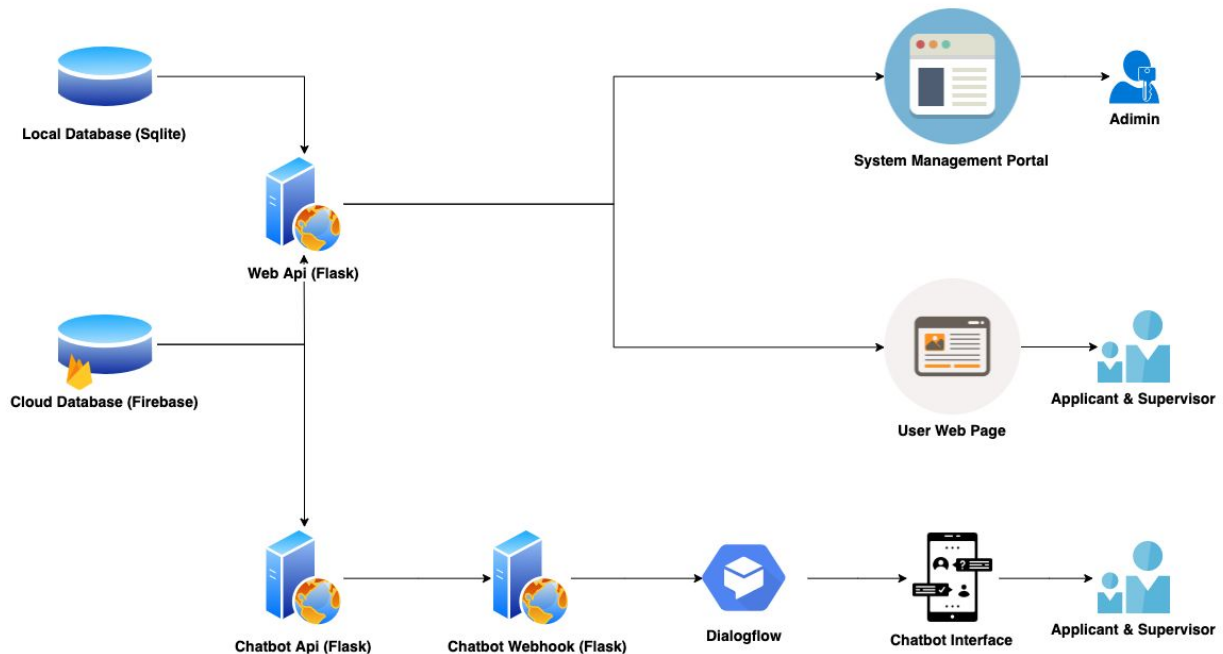 Local Database (Sqlite)
System Management Portal
Adimin
Web Api (Flask)
Cloud Database (Firebase)
User Web Page
Applicant & Supervisor
Chatbot Api (Flask)
Chatbot Webhook (Flask)
Dialogflow
Chatbot Interface
Applicant & Supervisor